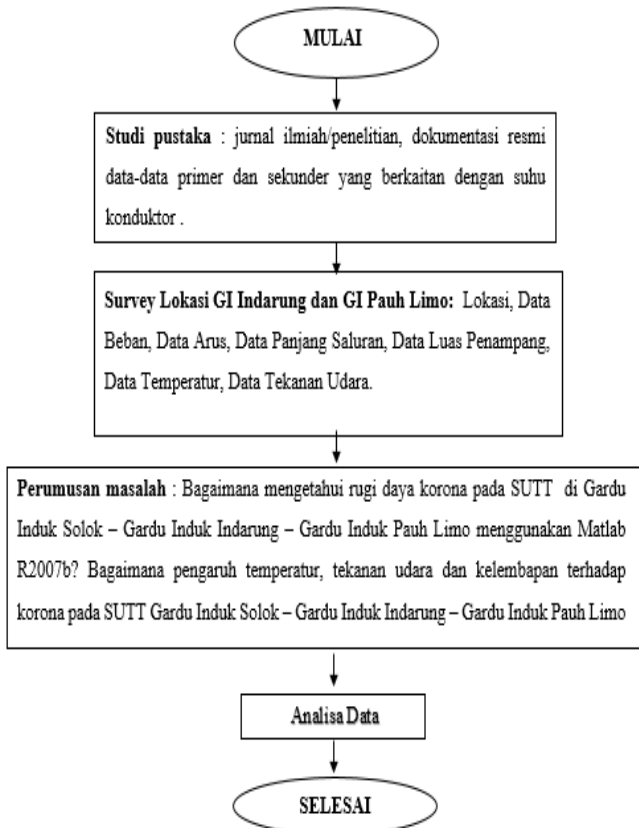 MULAI
Studi pustaka : jurnal ilmiah/penelitian, dokumentasi resmi
data-data primer dan sekunder yang berkaitan dengan suhu
konduktor .
Survey Lokasi GI Indarung dan GI Pauh Limo: Lokasi, Data
Beban, Data Arus, Data Panjang Saluran, Data Luas Penampang,
Data Temperatur, Data Tekanan Udara.
Perumusan masalah : Bagaimana mengetahui rugi daya korona pada SUTT di Gardu
Induk Solok – Gardu Induk Indarung – Gardu Induk Pauh Limo menggunakan Matlab
R2007b? Bagaimana pengaruh temperatur, tekanan udara dan kelembapan terhadap
korona pada SUTT Gardu Induk Solok – Gardu Induk Indarung – Gardu Induk Pauh Limo
Analisa Data
SELESAI